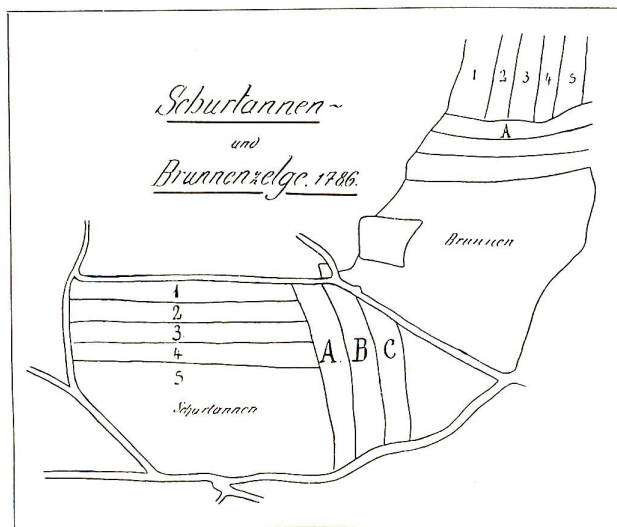 Schurtannen~
und
Brunnenzelge. 1786.
1 2 3 4 5
A
Brunnen
1
2
3.
4
5
A. B C
Schurtannen